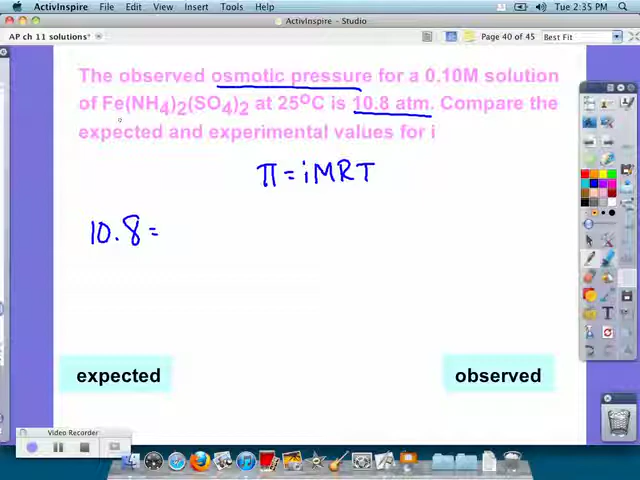 ActivInspire File Edit View Insert Tools Help Tue 2:35 PM
ActivInspire - Studio
AP ch 11 solutions* Page 40 of 45 Best Fit
The observed osmotic pressure for a 0.10M solution
of Fe(NH4)2(SO4)2 at 25ºC is 10.8 atm. Compare the
expected and experimental values for i
π = iMRT
10.8 =
expected
observed
Video Recorder